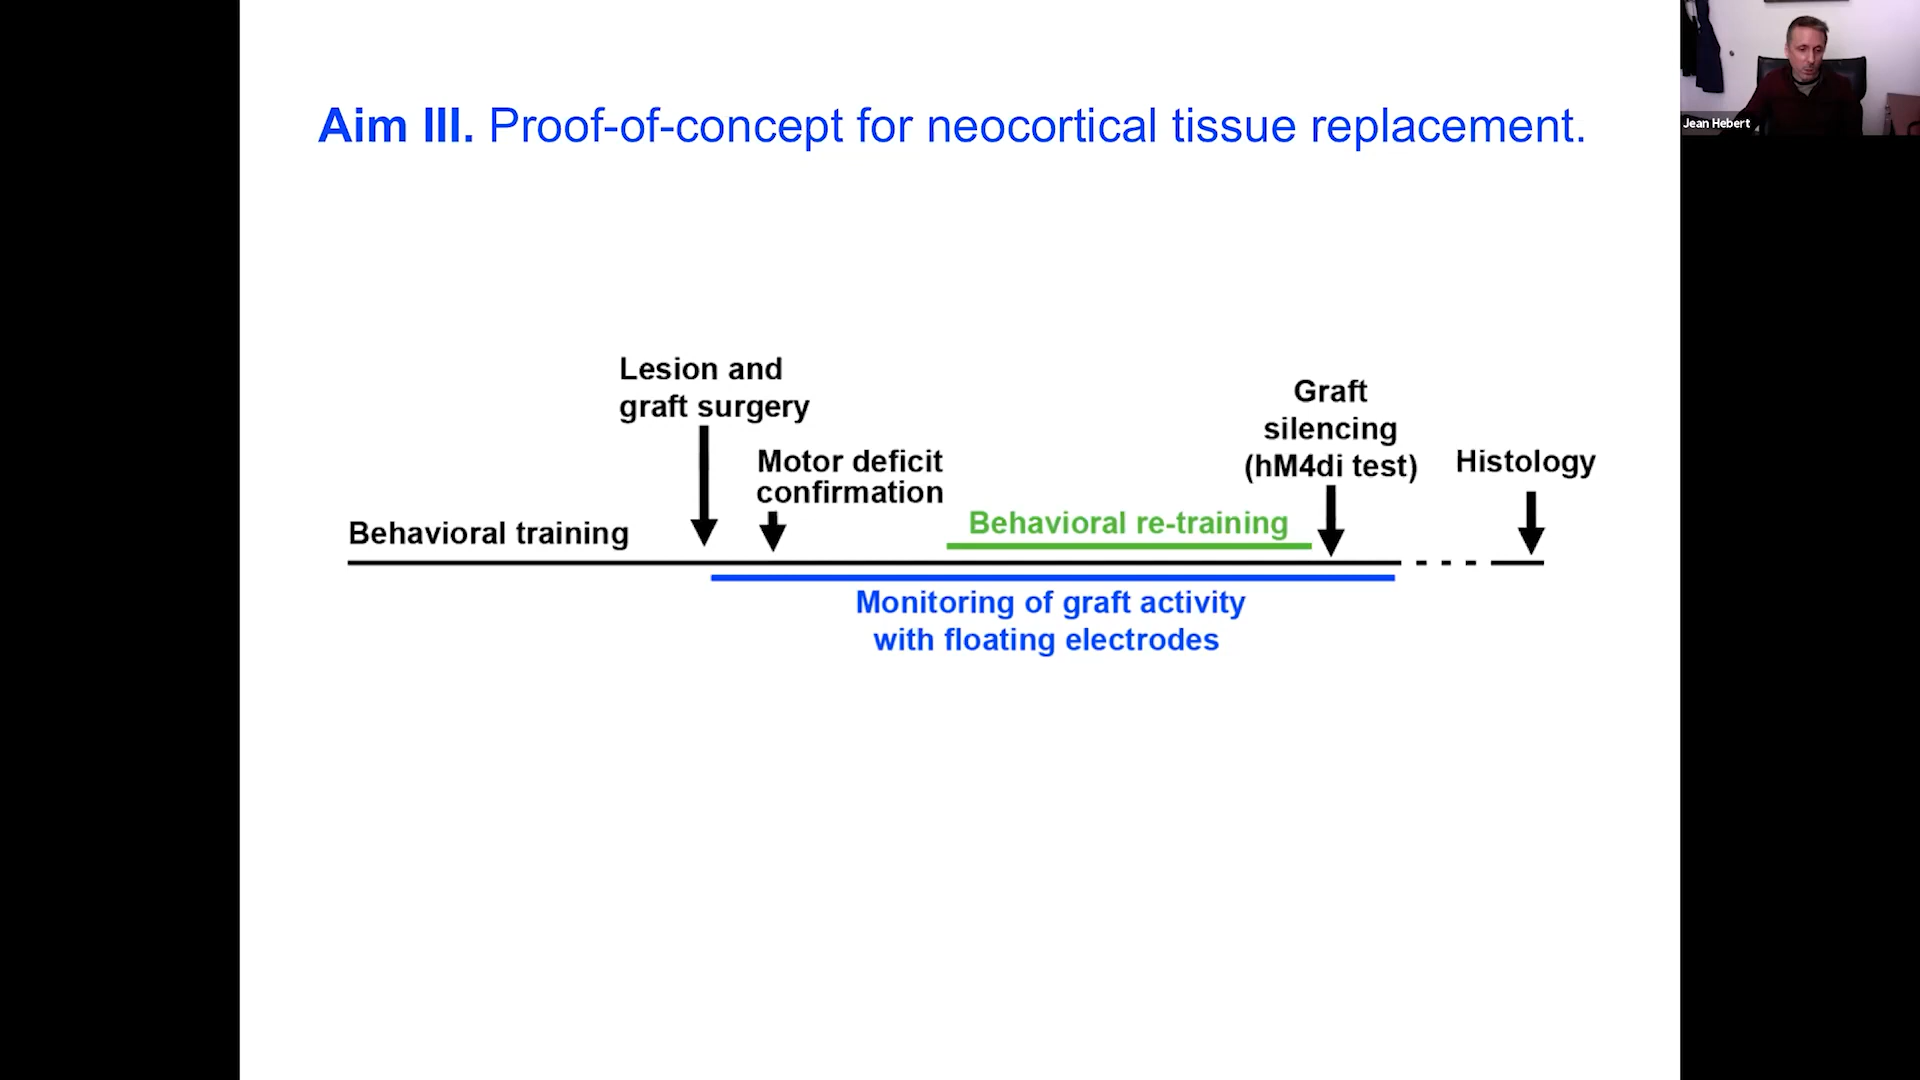 Aim III. Proof-of-concept for neocortical tissue replacement.
Jean Hebert
Lesion and
graft surgery
Motor deficit
confirmation
Behavioral training
Behavioral re-training
Graft
silencing
(hM4di test)
Histology
Monitoring of graft activity
with floating electrodes